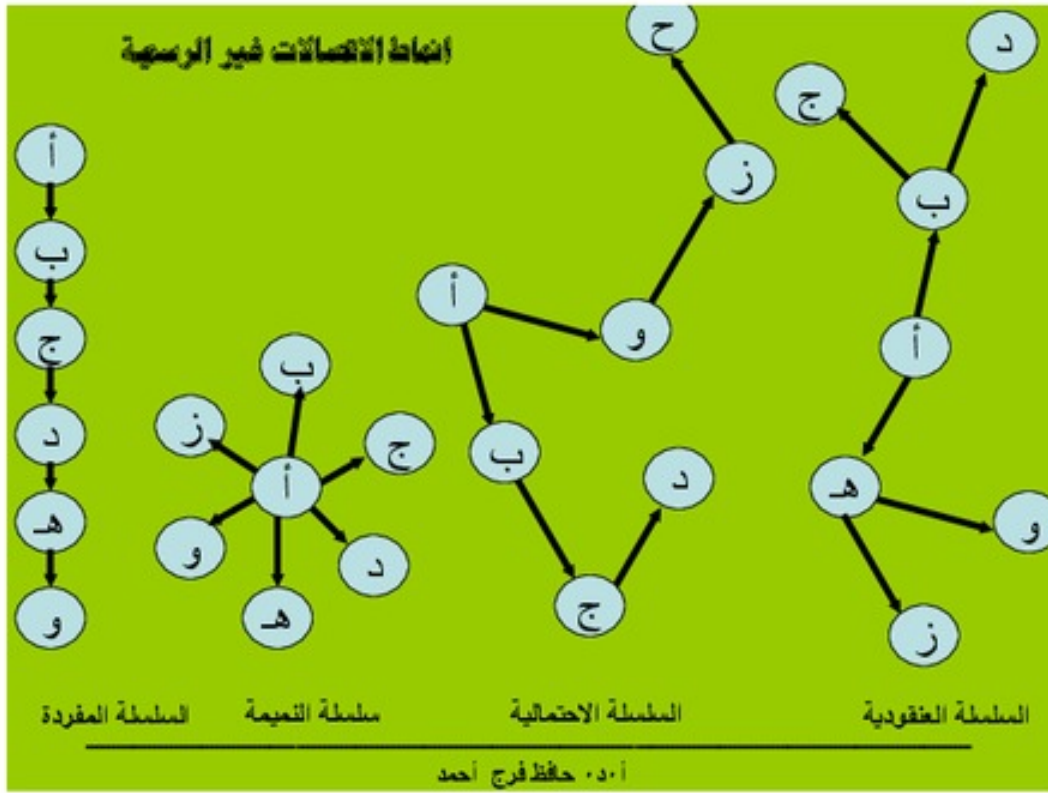 انماط الاتصالات غير الرسمية
د
ج
ب
أ
هـ
و
ز
السلسلة العنقودية
ح
ز
و
أ
ب
ج
د
السلسلة الاحتمالية
ب
ج
ز
أ
و
د
هـ
سلسلة النميمة
أ
ب
ج
د
هـ
و
السلسلة المفردة
أ.د. حافظ فرج أحمد